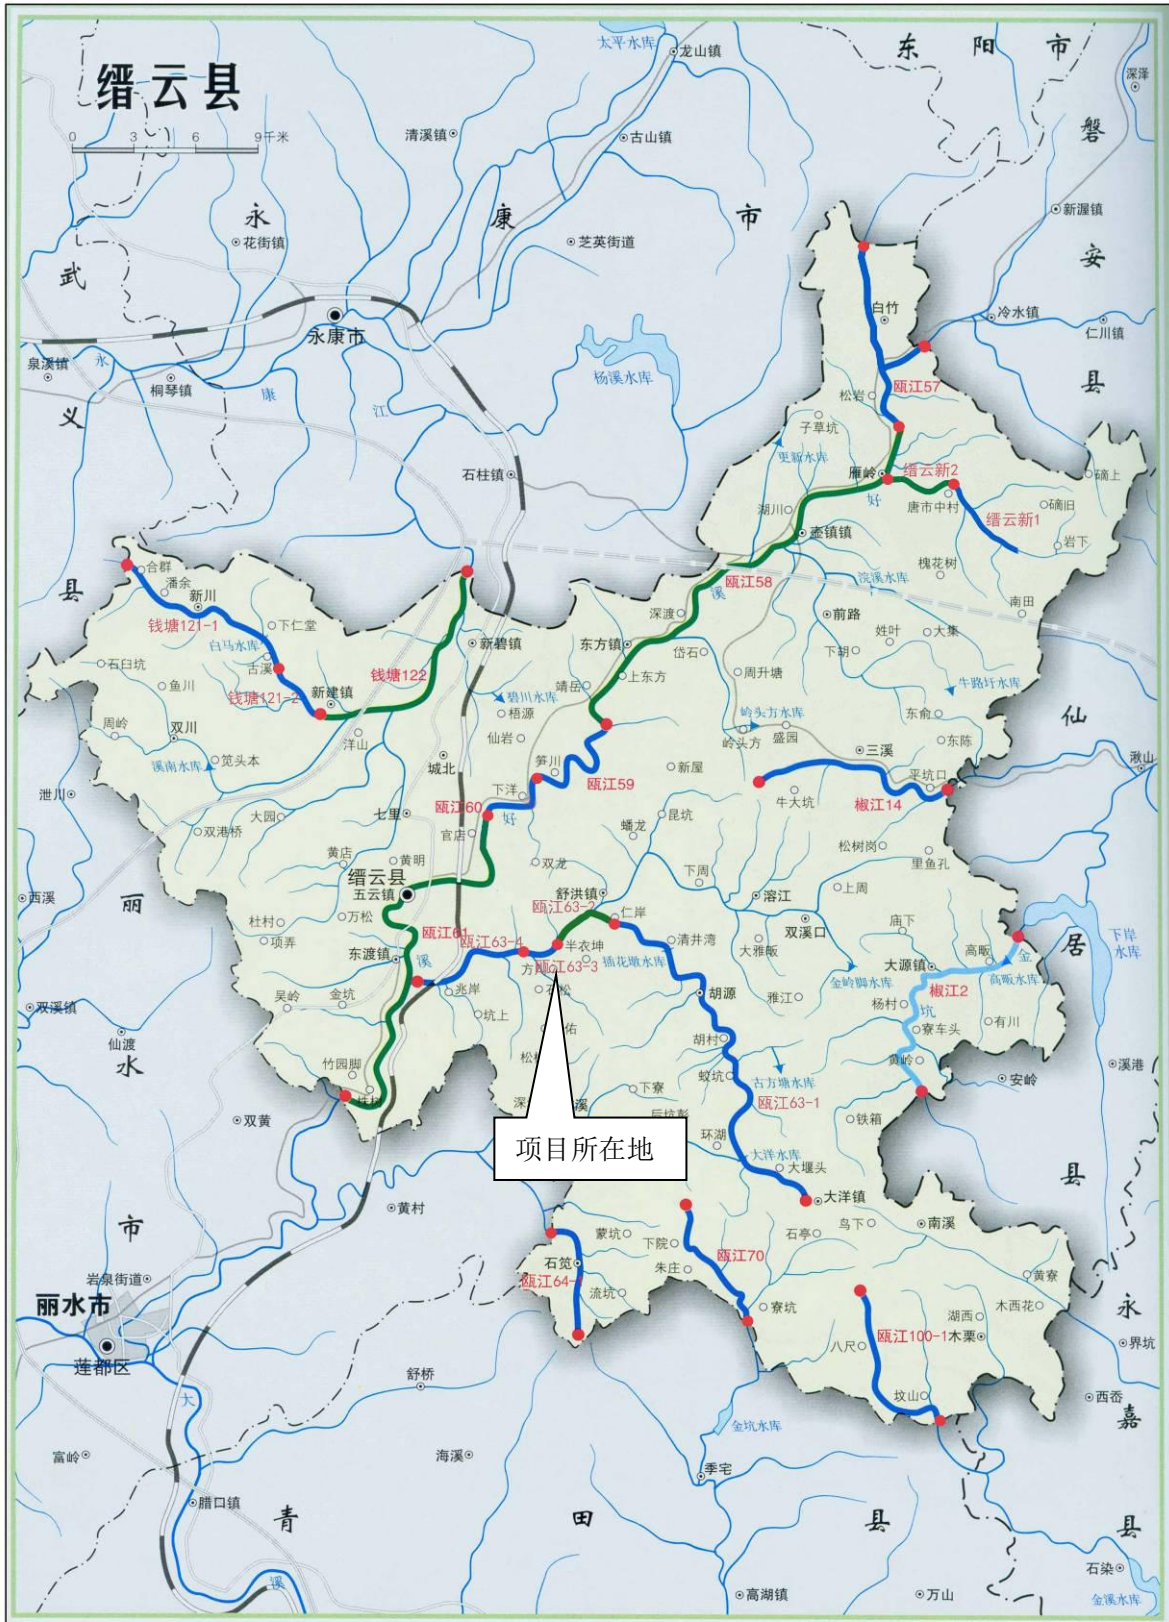 缙云县
0 3 6 9千米
太平水库
龙山镇
东阳市
深泽
清溪镇
古山镇
磐安县
永康市
花街镇
芝英街道
新渥镇
武义县
永康市
泉溪镇
桐琴镇
永康江
杨溪水库
石柱镇
白竹
冷水镇
仁川镇
瓯江57
松岩
子草坑
更新水库
雁岭
缙云新2
唐市中村
缙云新1
碲上
碲旧
岩下
湖川
好
壶镇镇
浣溪水库
槐花树
南田
瓯江58
溪
深渡
前路
姓叶
大集
下胡
合群
潘余
新川
钱塘121-1
下仁堂
白马水库
古溪
石臼坑
鱼川
钱塘121-2
新建镇
钱塘122
新碧镇
东方镇
岱石
上东方
靖岳
碧川水库
梧源
仙岩
周升塘
牛路圩水库
岭头方水库
岭头方
盛园
东俞
东陈
三溪
仙居县
湫山
周岭
双川
笕头本
溪南水库
洋山
城北
笋川
下洋
瓯江59
新屋
牛大坑
椒江14
平坑口
泄川
双港桥
大园
七里
瓯江60
好
官店
昆坑
蟠龙
松树岗
里鱼孔
黄店
黄明
缙云县
五云镇
双龙
下周
舒洪镇
溶江
上周
西溪
丽水市
杜村
万松
项弄
瓯江61
瓯江63-2
仁岸
瓯江63-4
半衣坤
清井湾
大雅畈
双溪口
庙下
高畈
下岸水库
东渡镇
溪
瓯江63-3
插花墩水库
金岭脚水库
大源镇
金坑
高畈水库
椒江2
吴岭
金坑
兆岸
坑上
胡源
雅江
杨村
寮车头
有川
双溪镇
仙渡
胡村
黄岭
安岭
溪港
竹园脚
蛟坑
古方塘水库
下寮
瓯江63-1
双黄
项目所在地
环湖
大洋水库
大堰头
铁箱
大洋镇
黄村
蒙坑
下院
石亭
鸟下
南溪
石笕
朱庄
瓯江70
瓯江64-1
流坑
寮坑
黄寮
木西花
湖西
木栗
瓯江100-1
八尺
坟山
岩泉街道
丽水市
莲都区
永嘉县
界坑
西岙
舒桥
大溪
金坑水库
富岭
海溪
季宅
腊口镇
青田县
高湖镇
万山
石染
金溪水库